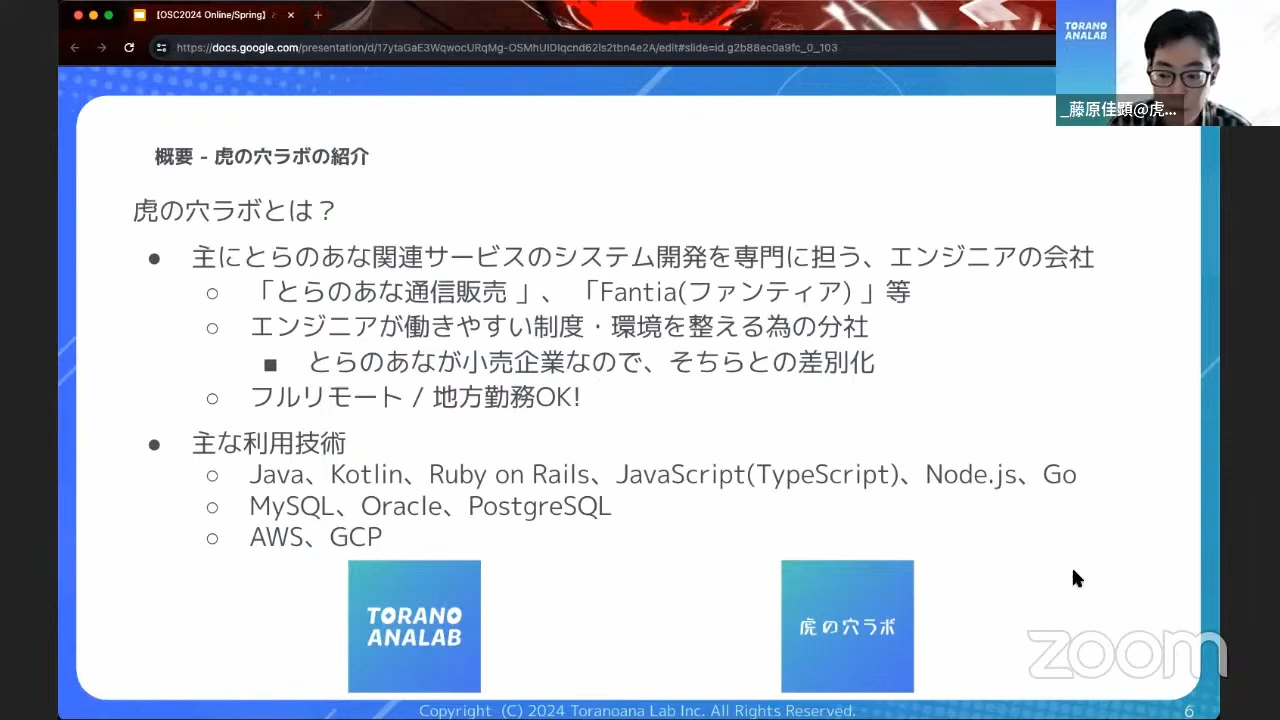 【OSC2024 Online/Spring】
https://docs.google.com/presentation/d/17ytaGaE3WqwocURqMg-OSMhUIDIqcnd62ls2tbn4e2A/edit#slide=id.g2b88ec0a9fc_0_103
TORANO
ANALAB
_藤原佳顕@虎...
概要 - 虎の穴ラボの紹介
虎の穴ラボとは？
● 主にとらのあな関連サービスのシステム開発を専門に担う、エンジニアの会社
○ 「とらのあな通信販売 」、 「Fantia(ファンティア) 」等
○ エンジニアが働きやすい制度・環境を整える為の分社
■ とらのあなが小売企業なので、そちらとの差別化
○ フルリモート / 地方勤務OK!
● 主な利用技術
○ Java、Kotlin、Ruby on Rails、JavaScript(TypeScript)、Node.js、Go
○ MySQL、Oracle、PostgreSQL
○ AWS、GCP
TORANO
ANALAB
虎の穴ラボ
zoom
Copyright (C) 2024 Toranoana Lab Inc. All Rights Reserved.
6